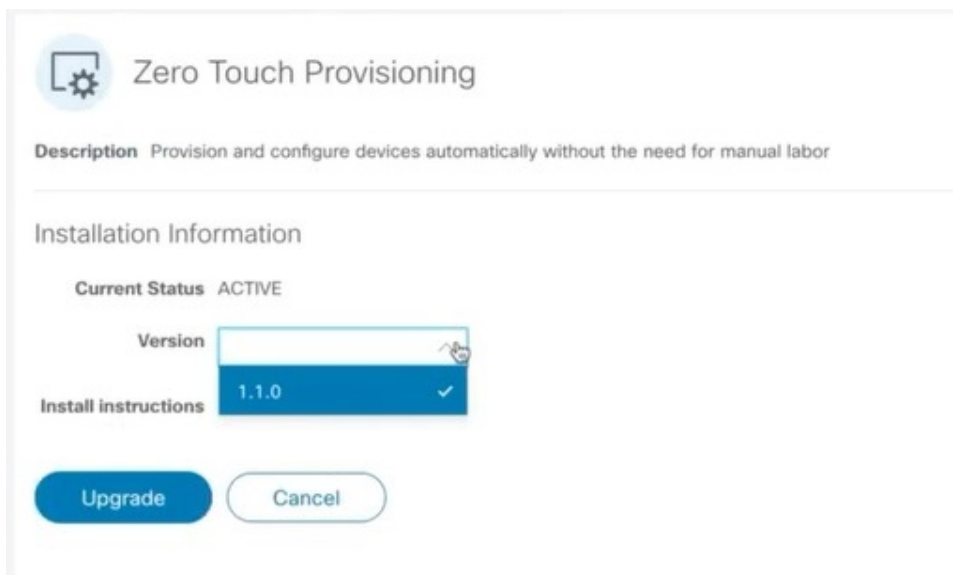 Zero Touch Provisioning
Description Provision and configure devices automatically without the need for manual labor
Installation Information
Current Status ACTIVE
Version
1.1.0
Install instructions
Upgrade Cancel